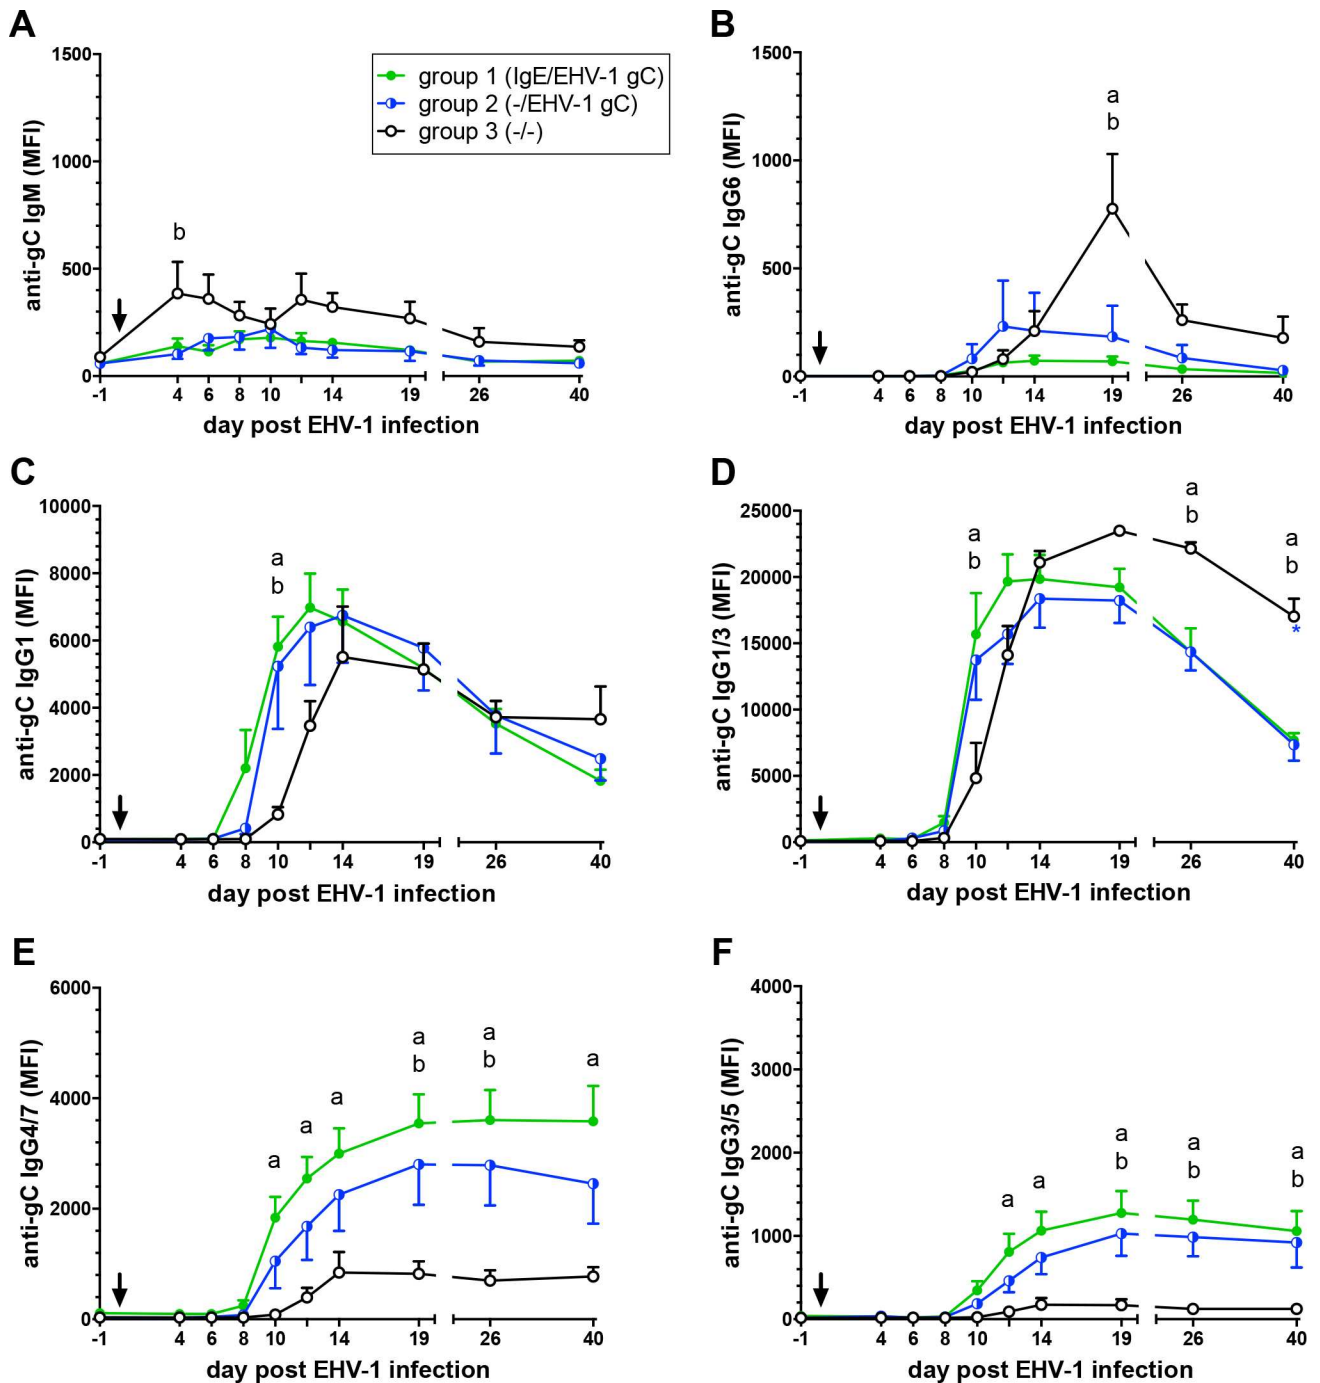 A
1500
1000
500
0
anti-gC IgM (MFI)
group 1 (IgE/EHV-1 gC)
group 2 (-/EHV-1 gC)
group 3 (-/-)
b
-1 4 6 8 10 14 19 26 40
day post EHV-1 infection
B
1500
1000
500
0
anti-gC IgG6 (MFI)
a
b
-1 4 6 8 10 14 19 26 40
day post EHV-1 infection
C
10000
8000
6000
4000
2000
0
anti-gC IgG1 (MFI)
a
b
-1 4 6 8 10 14 19 26 40
day post EHV-1 infection
D
25000
20000
15000
10000
5000
0
anti-gC IgG1/3 (MFI)
a
b
a
b
a
b
*
-1 4 6 8 10 14 19 26 40
day post EHV-1 infection
E
6000
4000
2000
0
anti-gC IgG4/7 (MFI)
a
a
a
a
b
a
b
a
-1 4 6 8 10 14 19 26 40
day post EHV-1 infection
F
4000
3000
2000
1000
0
anti-gC IgG3/5 (MFI)
a
a
a
b
a
b
a
b
-1 4 6 8 10 14 19 26 40
day post EHV-1 infection